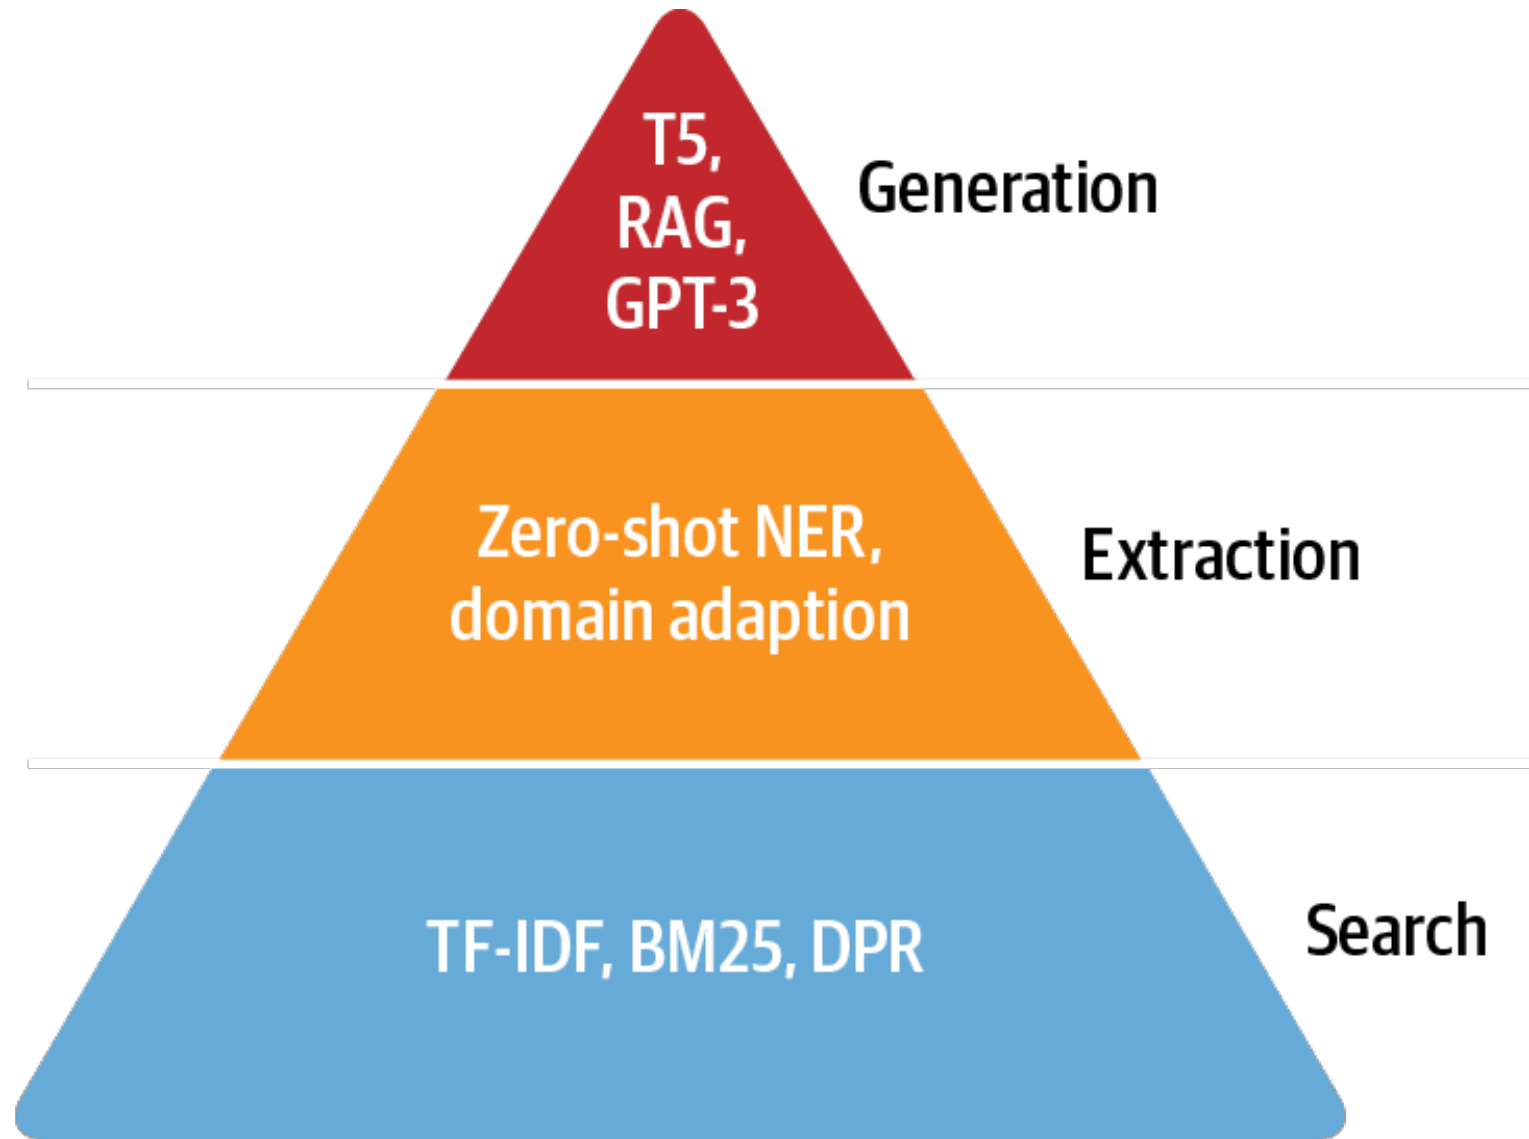 T5,
RAG,
GPT-3
Generation
Zero-shot NER,
domain adaption
Extraction
TF-IDF, BM25, DPR
Search